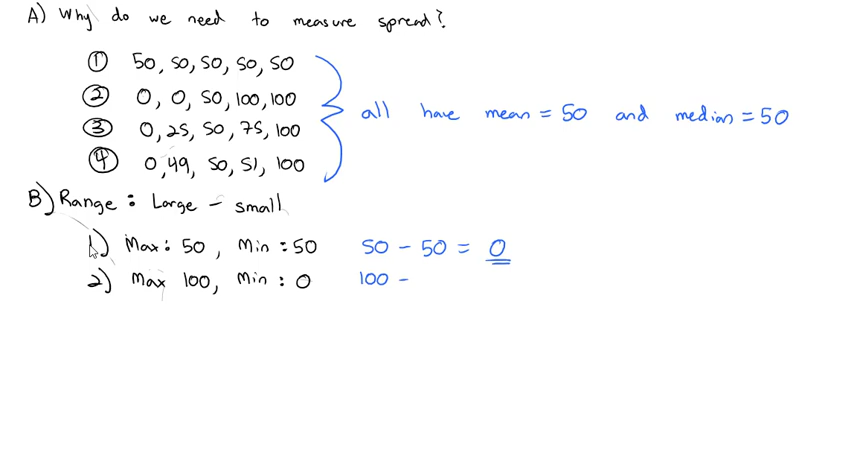 A) Why do we need to measure spread?
① 50, 50, 50, 50, 50
② 0, 0, 50, 100, 100
③ 0, 25, 50, 75, 100
④ 0, 49, 50, 51, 100
all have mean = 50 and median = 50
B) Range : Large - small
1) Max : 50, Min : 50 50 - 50 = 0
2) Max 100, Min : 0 100 -